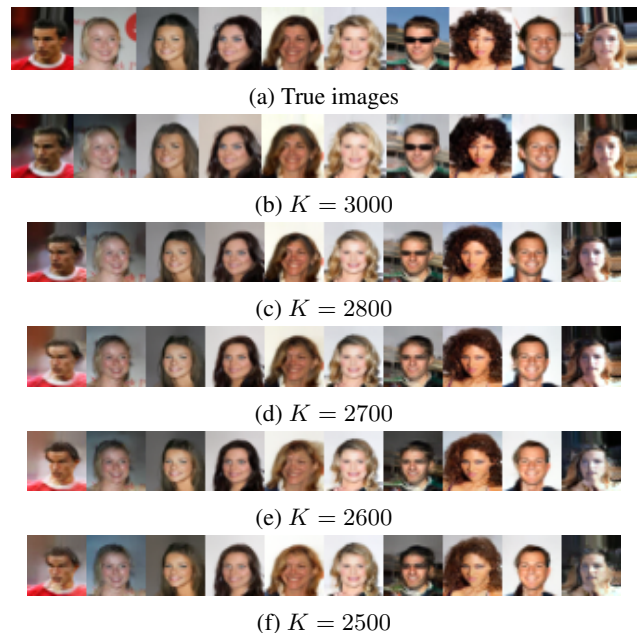 (a) True images
(b) K = 3000
(c) K = 2800
(d) K = 2700
(e) K = 2600
(f) K = 2500